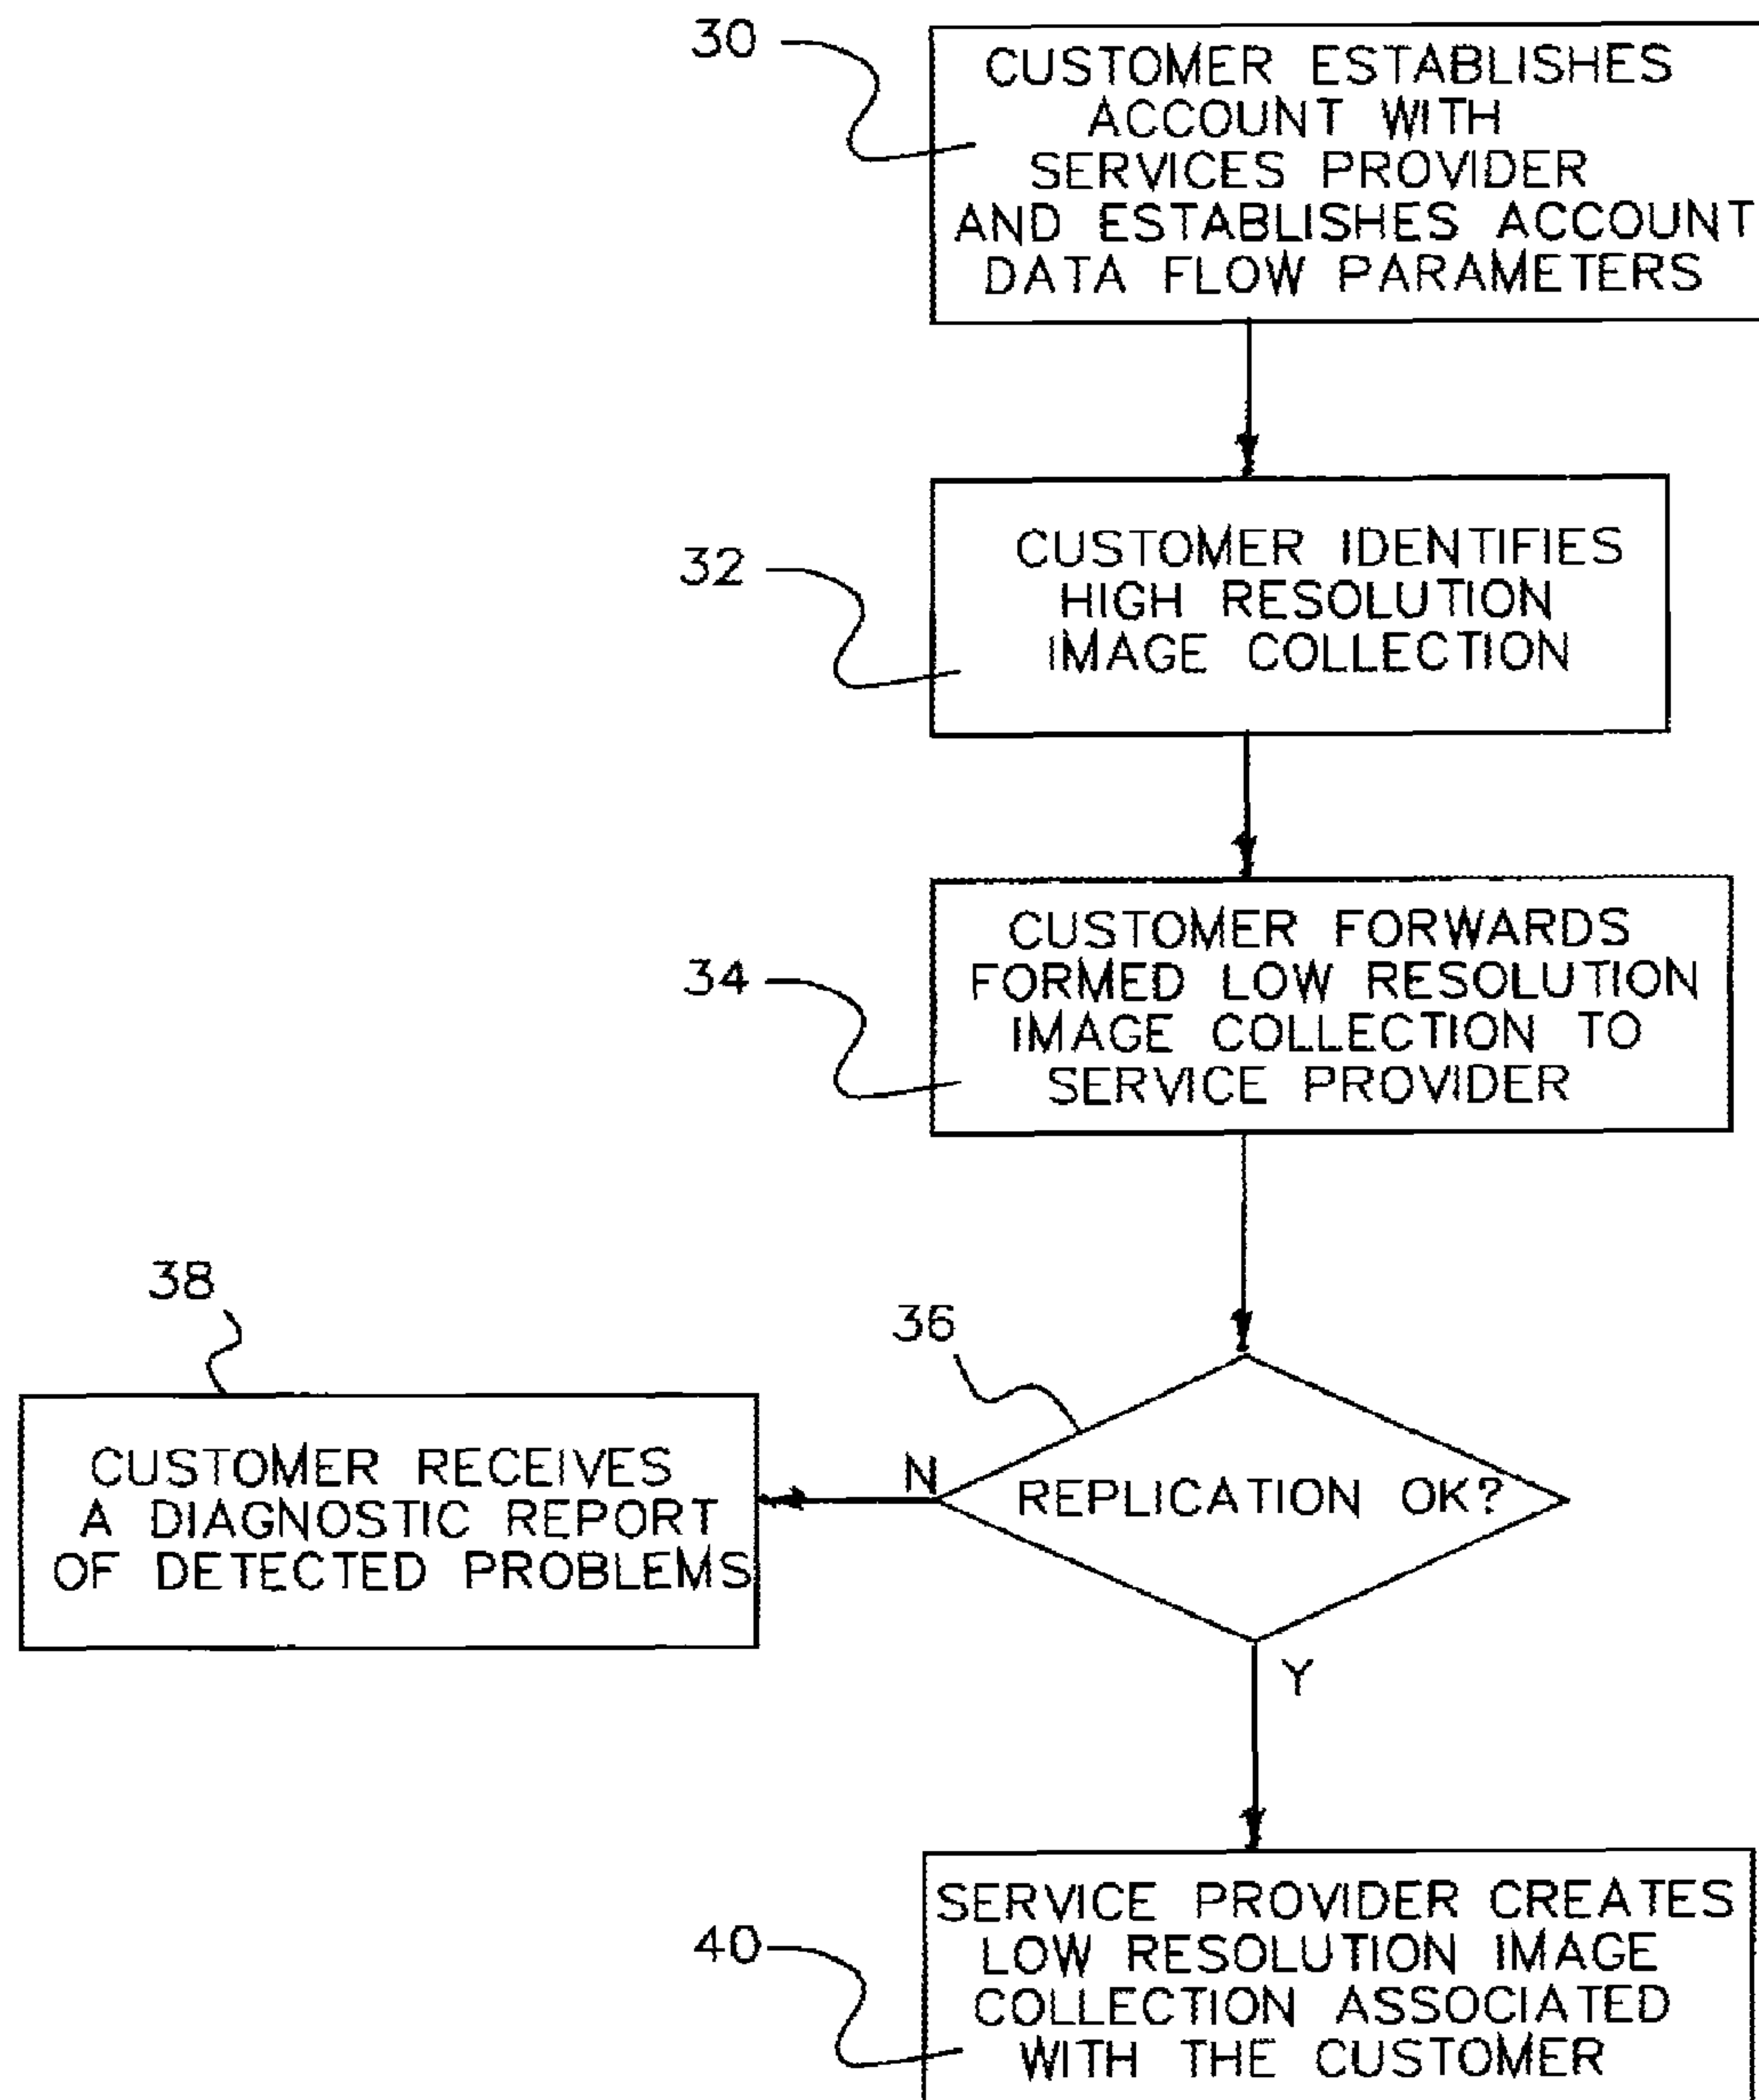 30
CUSTOMER ESTABLISHES
ACCOUNT WITH
SERVICES PROVIDER
AND ESTABLISHES ACCOUNT
DATA FLOW PARAMETERS
32
CUSTOMER IDENTIFIES
HIGH RESOLUTION
IMAGE COLLECTION
34
CUSTOMER FORWARDS
FORMED LOW RESOLUTION
IMAGE COLLECTION TO
SERVICE PROVIDER
38
36
CUSTOMER RECEIVES
A DIAGNOSTIC REPORT
OF DETECTED PROBLEMS
N
REPLICATION OK?
Y
40
SERVICE PROVIDER CREATES
LOW RESOLUTION IMAGE
COLLECTION ASSOCIATED
WITH THE CUSTOMER